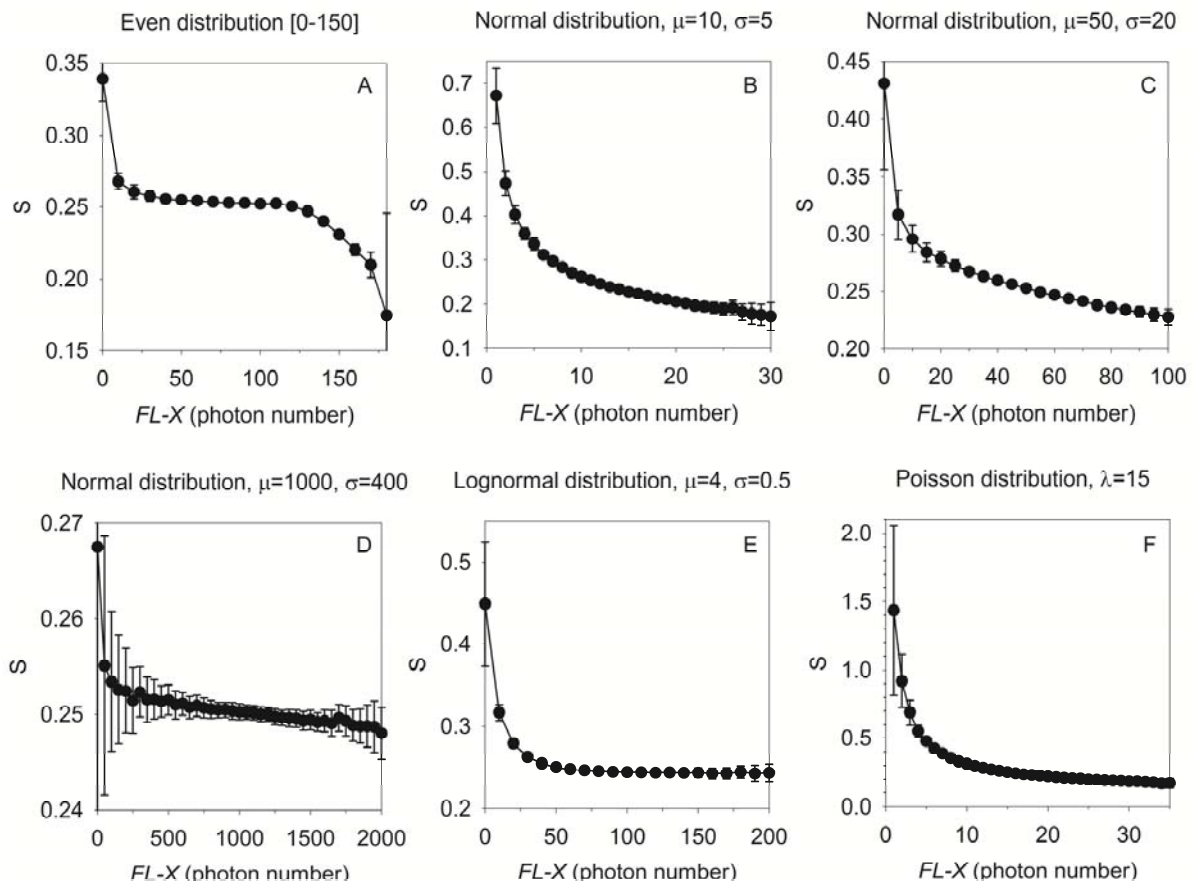 Even distribution [0-150]
Normal distribution, μ=10, σ=5
Normal distribution, μ=50, σ=20
A
0.35
0.30
0.25
0.20
0.15
S
0
50
100
150
FL-X (photon number)
B
0.7
0.6
0.5
0.4
0.3
0.2
0.1
S
0
10
20
30
FL-X (photon number)
C
0.45
0.40
0.35
0.30
0.25
0.20
S
0
20
40
60
80
100
FL-X (photon number)
Normal distribution, μ=1000, σ=400
Lognormal distribution, μ=4, σ=0.5
Poisson distribution, λ=15
D
0.27
0.26
0.25
0.24
S
0
500
1000
1500
2000
FL-X (photon number)
E
0.5
0.4
0.3
0.2
S
0
50
100
150
200
FL-X (photon number)
F
2.0
1.5
1.0
0.5
0.0
S
0
10
20
30
FL-X (photon number)